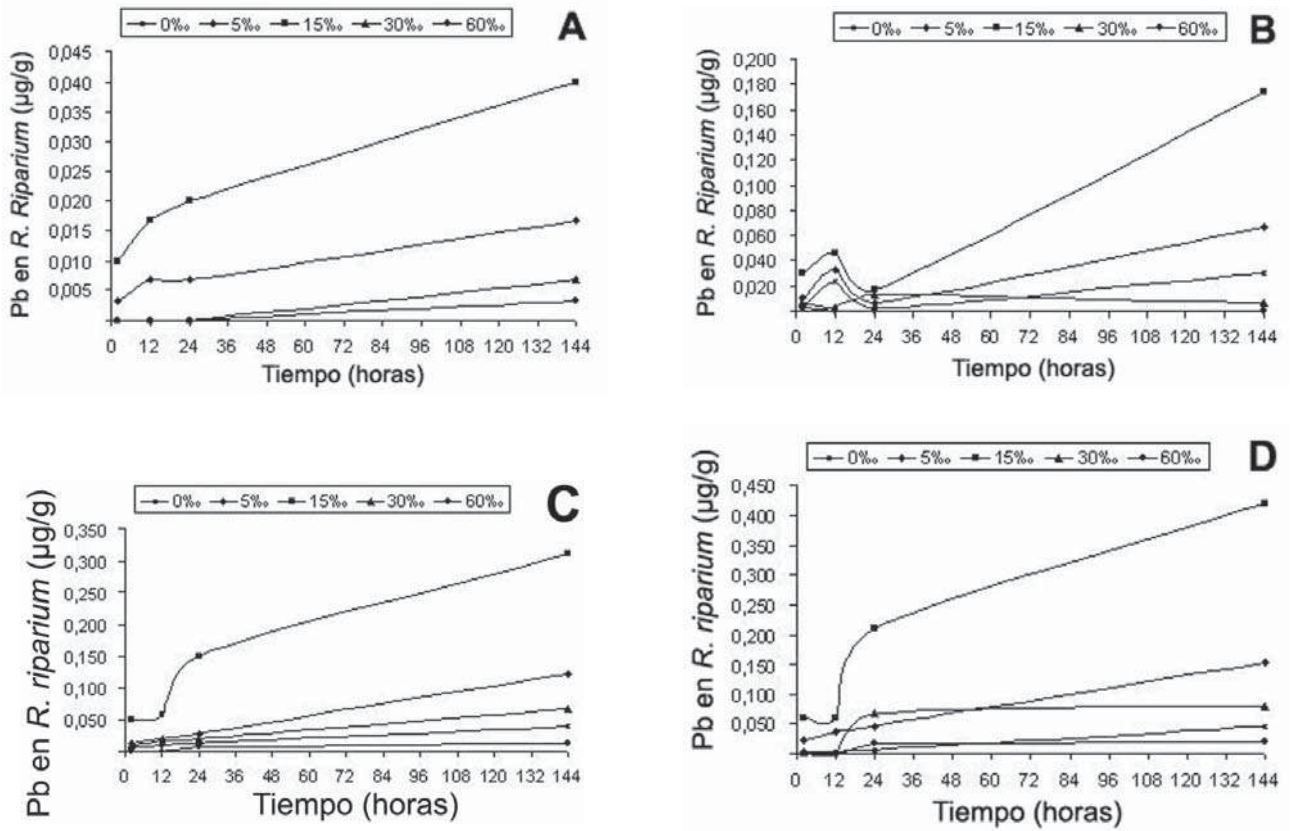 0‰ 5‰ 15‰ 30‰ 60‰
A
Pb en R. Riparium (µg/g)
0,045
0,040
0,035
0,030
0,025
0,020
0,015
0,010
0,005
0 12 24 36 48 60 72 84 96 108 120 132 144
Tiempo (horas)
0‰ 5‰ 15‰ 30‰ 60‰
B
Pb en R. Riparium (µg/g)
0,200
0,180
0,160
0,140
0,120
0,100
0,080
0,060
0,040
0,020
0 12 24 36 48 60 72 84 96 108 120 132 144
Tiempo (horas)
0‰ 5‰ 15‰ 30‰ 60‰
C
Pb en R. riparium (µg/g)
0,350
0,300
0,250
0,200
0,150
0,100
0,050
0 12 24 36 48 60 72 84 96 108 120 132 144
Tiempo (horas)
0‰ 5‰ 15‰ 30‰ 60‰
D
Pb en R. riparium (µg/g)
0,450
0,400
0,350
0,300
0,250
0,200
0,150
0,100
0,050
0 12 24 36 48 60 72 84 96 108 120 132 144
Tiempo (horas)